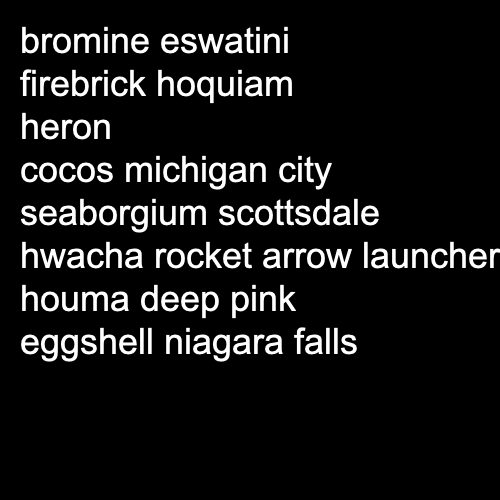 bromine eswatini
firebrick hoquiam
heron
cocos michigan city
seaborgium scottsdale
hwacha rocket arrow launcher
houma deep pink
eggshell niagara falls